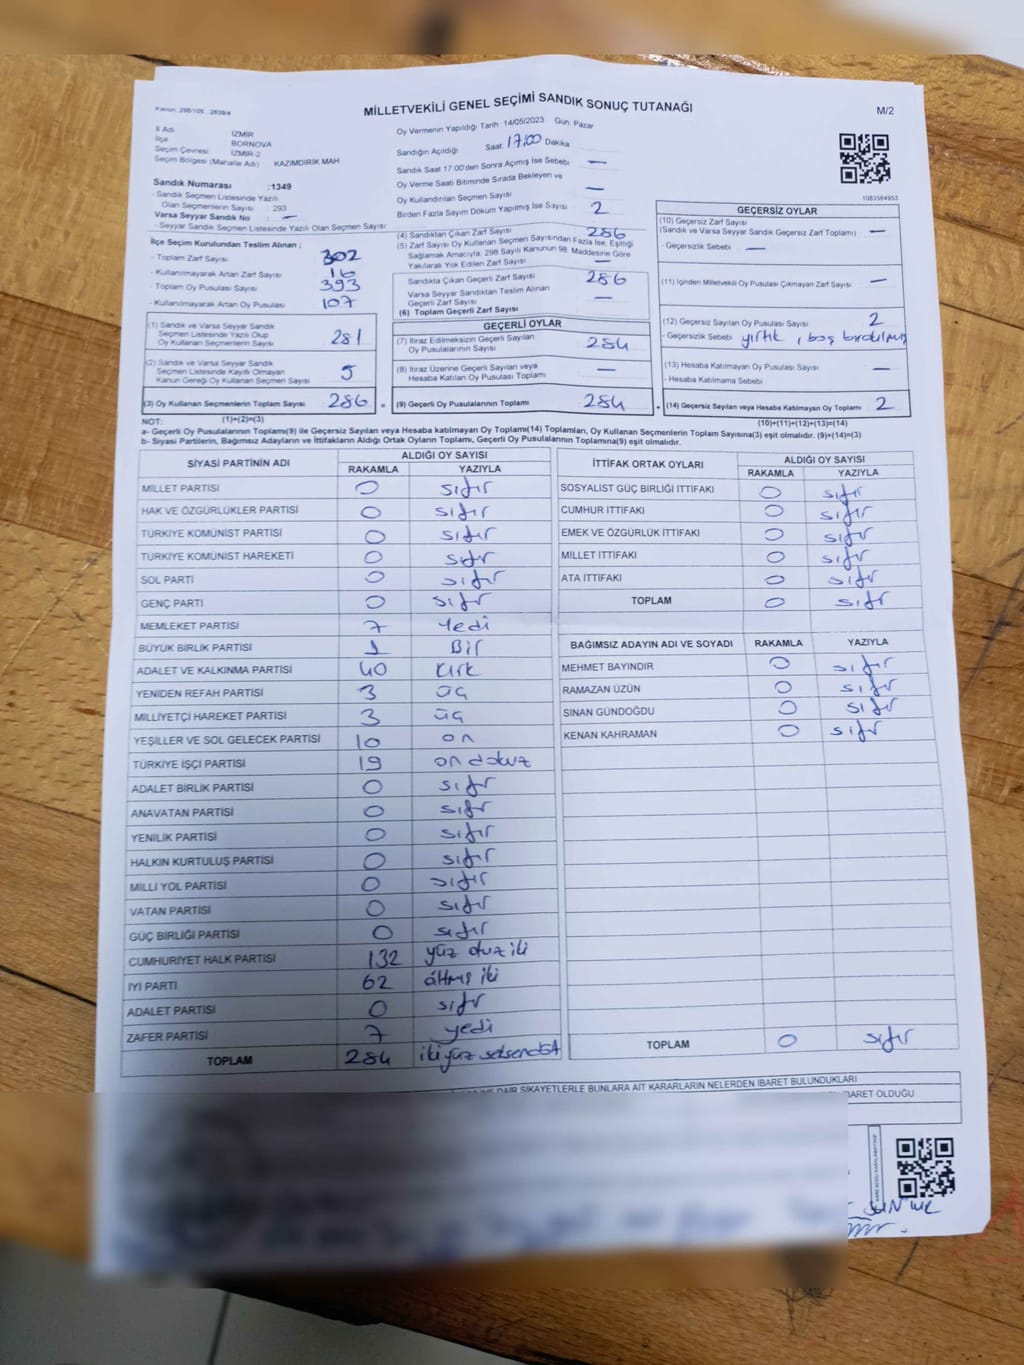 Kanun: 298/105 , 2839/4
MİLLETVEKİLİ GENEL SEÇİMİ SANDIK SONUÇ TUTANAĞI
M/2
İl Adı : İZMİR
İlçe : BORNOVA
Seçim Çevresi : İZMİR-2
Seçim Bölgesi (Mahalle Adı) KAZIMDİRİK MAH.
Sandık Numarası :1349
- Sandık Seçmen Listesinde Yazılı
Olan Seçmenlerin Sayısı : 293
Varsa Seyyar Sandık No : —
- Seyyar Sandık Seçmen Listesinde Yazılı Olan Seçmen Sayısı
Oy Vermenin Yapıldığı Tarih :14/05/2023 Gün: Pazar
Sandığın Açıldığı Saat 17:00 Dakika
Sandık Saat 17:00'den Sonra Açımış İse Sebebi —
Oy Verme Saati Bitiminde Sırada Bekleyen ve
Oy Kullandırılan Seçmen Sayısı —
Birden Fazla Sayım Döküm Yapılmış İse Sayısı 2
1083584953
İlçe Seçim Kurulundan Teslim Alınan ;
- Toplam Zarf Sayısı 302
- Kullanılmayarak Artan Zarf Sayısı 16
- Toplam Oy Pusulası Sayısı 393
- Kullanılmayarak Artan Oy Pusulası 107
(4) Sandıktan Çıkan Zarf Sayısı 286
(5) Zarf Sayısı Oy Kullanan Seçmen Sayısından Fazla İse, Eşitliği
Sağlamak Amacıyla; 298 Sayılı Kanunun 98. Maddesine Göre
Yakılarak Yok Edilen Zarf Sayısı —
Sandıkta Çıkan Geçerli Zarf Sayısı 286
Varsa Seyyar Sandıktan Teslim Alınan
Geçerli Zarf Sayısı —
(6) Toplam Geçerli Zarf Sayısı
GEÇERSİZ OYLAR
(10) Geçersiz Zarf Sayısı
(Sandık ve Varsa Seyyar Sandık Geçersiz Zarf Toplamı) —
- Geçersizlik Sebebi —
(11) İçinden Milletvekili Oy Pusulası Çıkmayan Zarf Sayısı —
(12) Geçersiz Sayılan Oy Pusulası Sayısı 2
- Geçersizlik Sebebi yırtık , boş bırakılmış
(13) Hesaba Katılmayan Oy Pusulası Sayısı —
- Hesaba Katılmama Sebebi
(1) Sandık ve Varsa Seyyar Sandık
Seçmen Listesinde Yazılı Olup
Oy Kullanan Seçmenlerin Sayısı 281
(2) Sandık ve Varsa Seyyar Sandık
Seçmen Listesinde Kayıtlı Olmayan
Kanun Gereği Oy Kullanan Seçmen Sayısı 5
GEÇERLİ OYLAR
(7) İtiraz Edilmeksizin Geçerli Sayılan
Oy Pusulalarının Sayısı 284
(8) İtiraz Üzerine Geçerli Sayılan veya
Hesaba Katılan Oy Pusulası Toplamı —
(3) Oy Kullanan Seçmenlerin Toplam Sayısı 286 = (9) Geçerli Oy Pusulalarının Toplamı 284 + (14) Geçersiz Sayılan veya Hesaba Katılmayan Oy Pusulası Toplamı 2
NOT: (1)+(2)=(3) (10)+(11)+(12)+(13)=(14)
a- Geçerli Oy Pusulalarının Toplamı(9) ile Geçersiz Sayılan veya Hesaba katılmayan Oy Pusulası Toplamı(14) Toplamları, Oy Kullanan Seçmenlerin Toplam Sayısına(3) eşit olmalıdır. (9)+(14)=(3)
b- Siyasi Partilerin, Bağımsız Adayların ve İttifakların Aldığı Ortak Oyların Toplamı, Geçerli Oy Pusulalarının Toplamına(9) eşit olmalıdır.
SİYASİ PARTİNİN ADI ALDIĞI OY SAYISI
RAKAMLA YAZIYLA
MİLLET PARTİSİ 0 sıfır
HAK VE ÖZGÜRLÜKLER PARTİSİ 0 sıfır
TÜRKİYE KOMÜNİST PARTİSİ 0 sıfır
TÜRKİYE KOMÜNİST HAREKETİ 0 sıfır
SOL PARTİ 0 sıfır
GENÇ PARTİ 0 sıfır
MEMLEKET PARTİSİ 7 Yedi
BÜYÜK BİRLİK PARTİSİ 1 Bir
ADALET VE KALKINMA PARTİSİ 40 Kırk
YENİDEN REFAH PARTİSİ 3 üç
MİLLİYETÇİ HAREKET PARTİSİ 3 üç
YEŞİLLER VE SOL GELECEK PARTİSİ 10 on
TÜRKİYE İŞÇİ PARTİSİ 19 on dokuz
ADALET BİRLİK PARTİSİ 0 sıfır
ANAVATAN PARTİSİ 0 sıfır
YENİLİK PARTİSİ 0 sıfır
HALKIN KURTULUŞ PARTİSİ 0 sıfır
MİLLİ YOL PARTİSİ 0 sıfır
VATAN PARTİSİ 0 sıfır
GÜÇ BİRLİĞİ PARTİSİ 0 sıfır
CUMHURİYET HALK PARTİSİ 132 yüz otuz iki
İYİ PARTİ 62 altmış iki
ADALET PARTİSİ 0 sıfır
ZAFER PARTİSİ 7 yedi
TOPLAM 284 iki yüz seksendört
İTTİFAK ORTAK OYLARI ALDIĞI OY SAYISI
RAKAMLA YAZIYLA
SOSYALİST GÜÇ BİRLİĞİ İTTİFAKI 0 sıfır
CUMHUR İTTİFAKI 0 sıfır
EMEK VE ÖZGÜRLÜK İTTİFAKI 0 sıfır
MİLLET İTTİFAKI 0 sıfır
ATA İTTİFAKI 0 sıfır
TOPLAM 0 sıfır
BAĞIMSIZ ADAYIN ADI VE SOYADI RAKAMLA YAZIYLA
MEHMET BAYINDIR 0 sıfır
RAMAZAN ÜZÜN 0 sıfır
SİNAN GÜNDOĞDU 0 sıfır
KENAN KAHRAMAN 0 sıfır
TOPLAM 0 sıfır
DAİR ŞİKAYETLERLE BUNLARA AİT KARARLARIN NELERDEN İBARET BULUNDUKLARI
İBARET OLDUĞU